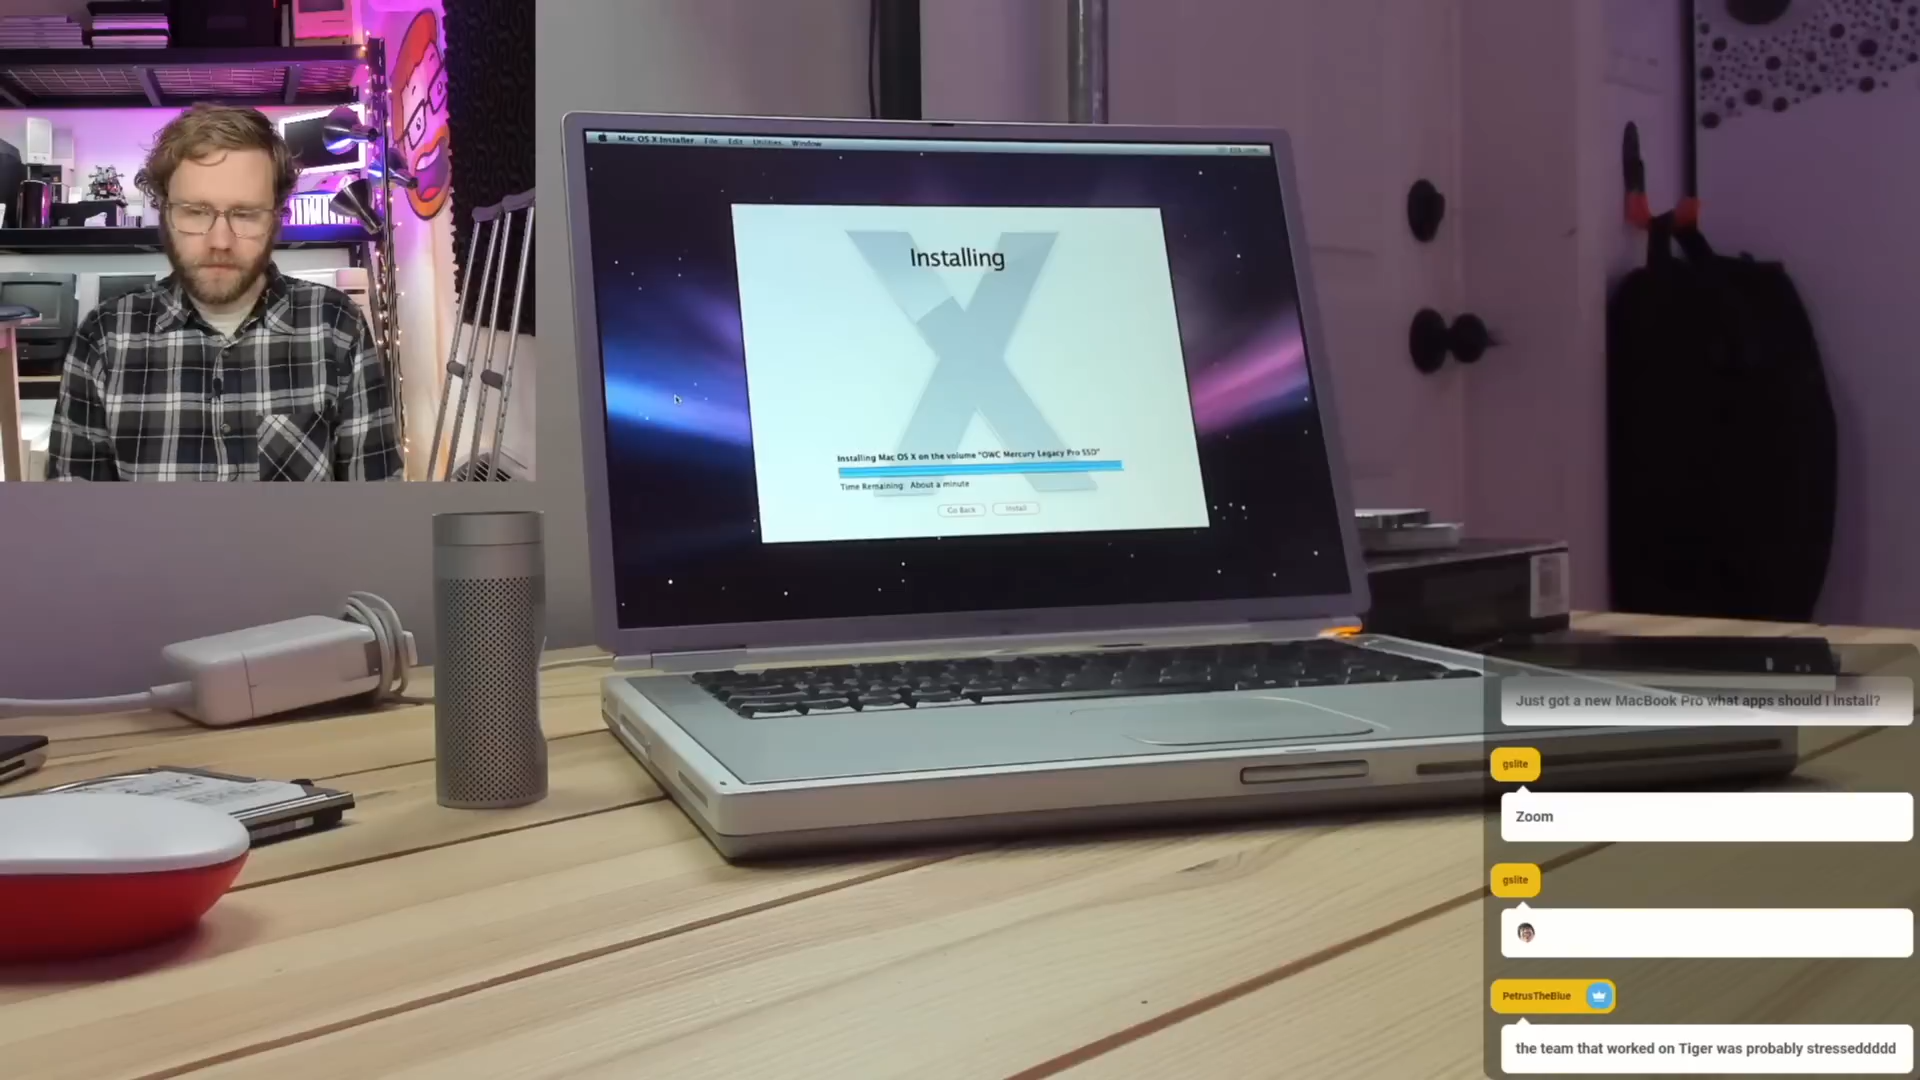 Mac OS X Installer File Edit Utilities Window
Installing
Installing Mac OS X on the volume "OWC Mercury Legacy Pro SSD"
Time Remaining: About a minute
Go Back Install
Just got a new MacBook Pro what apps should I install?
gslite
Zoom
gslite
PetrusTheBlue
the team that worked on Tiger was probably stresseddddd